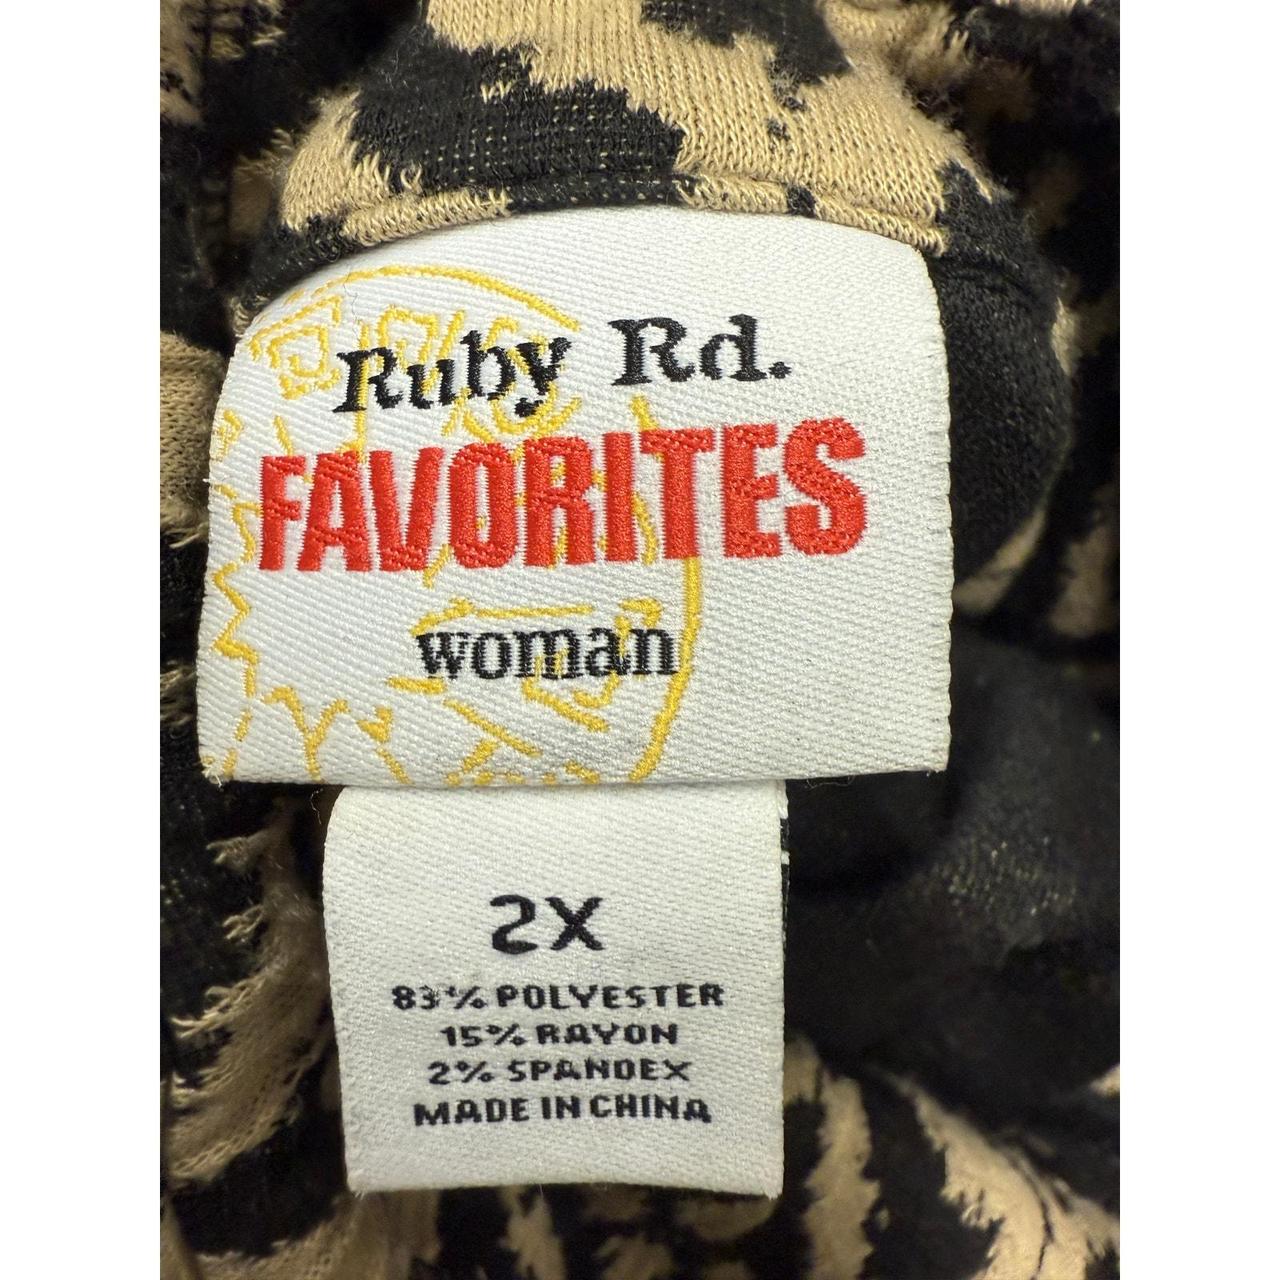 Ruby Rd.
FAVORITES
woman
2X
83% POLYESTER
15% RAYON
2% SPANDEX
MADE IN CHINA